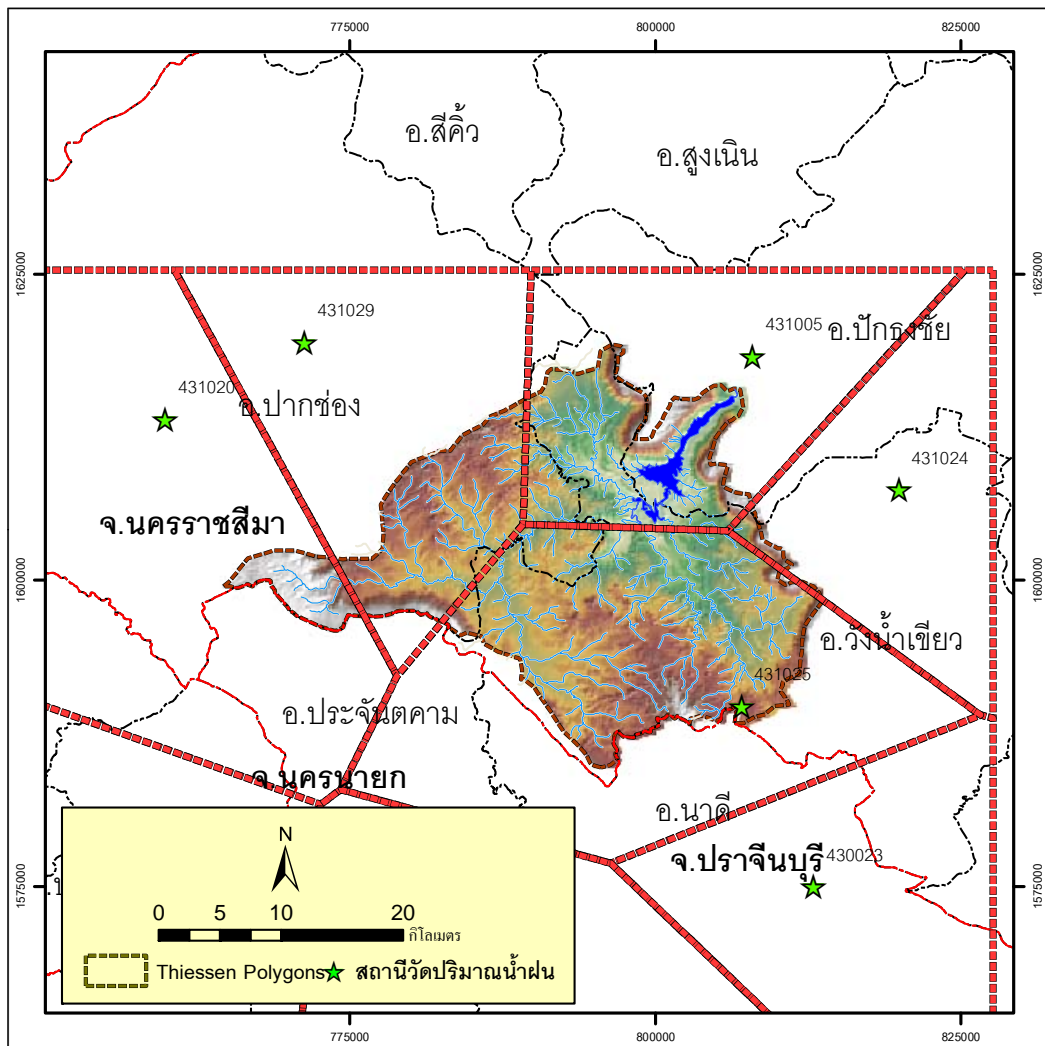 775000
800000
825000
อ.สีคิ้ว
อ.สูงเนิน
1625000
1625000
431029
431005
อ.ปักธงชัย
431020
อ.ปากช่อง
431024
จ.นครราชสีมา
1600000
1600000
อ.วังน้ำเขียว
431025
อ.ประจันตคาม
จ.นครนายก
อ.นาดี
จ.ปราจีนบุรี
430023
1575000
1575000
N
0 5 10 20
กิโลเมตร
Thiessen Polygons
สถานีวัดปริมาณน้ำฝน
775000
800000
825000